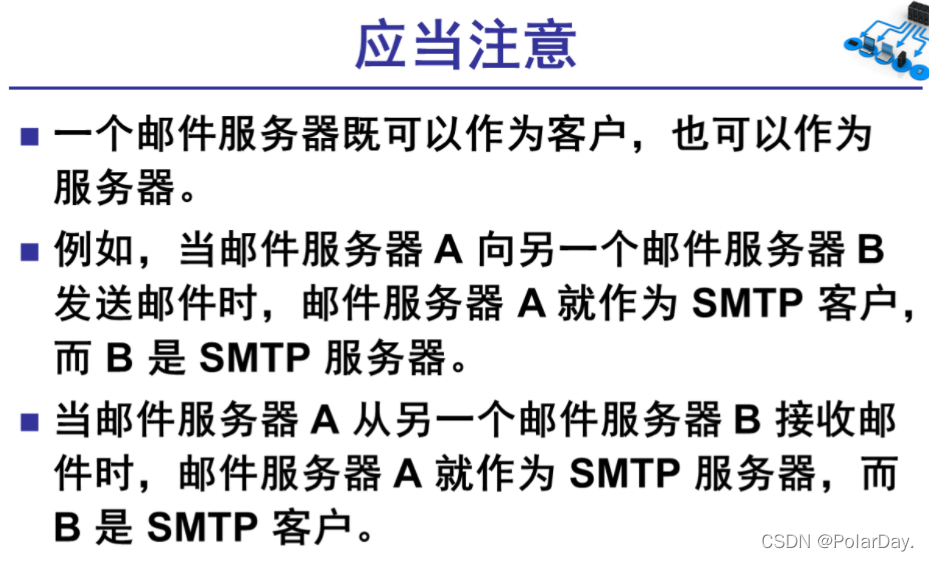 应当注意
一个邮件服务器既可以作为客户，也可以作为
服务器。
例如，当邮件服务器 A 向另一个邮件服务器 B
发送邮件时，邮件服务器 A 就作为 SMTP 客户，
而 B 是 SMTP 服务器。
当邮件服务器 A 从另一个邮件服务器 B 接收邮
件时，邮件服务器 A 就作为 SMTP 服务器，而
B 是 SMTP 客户。
CSDN @PolarDay.